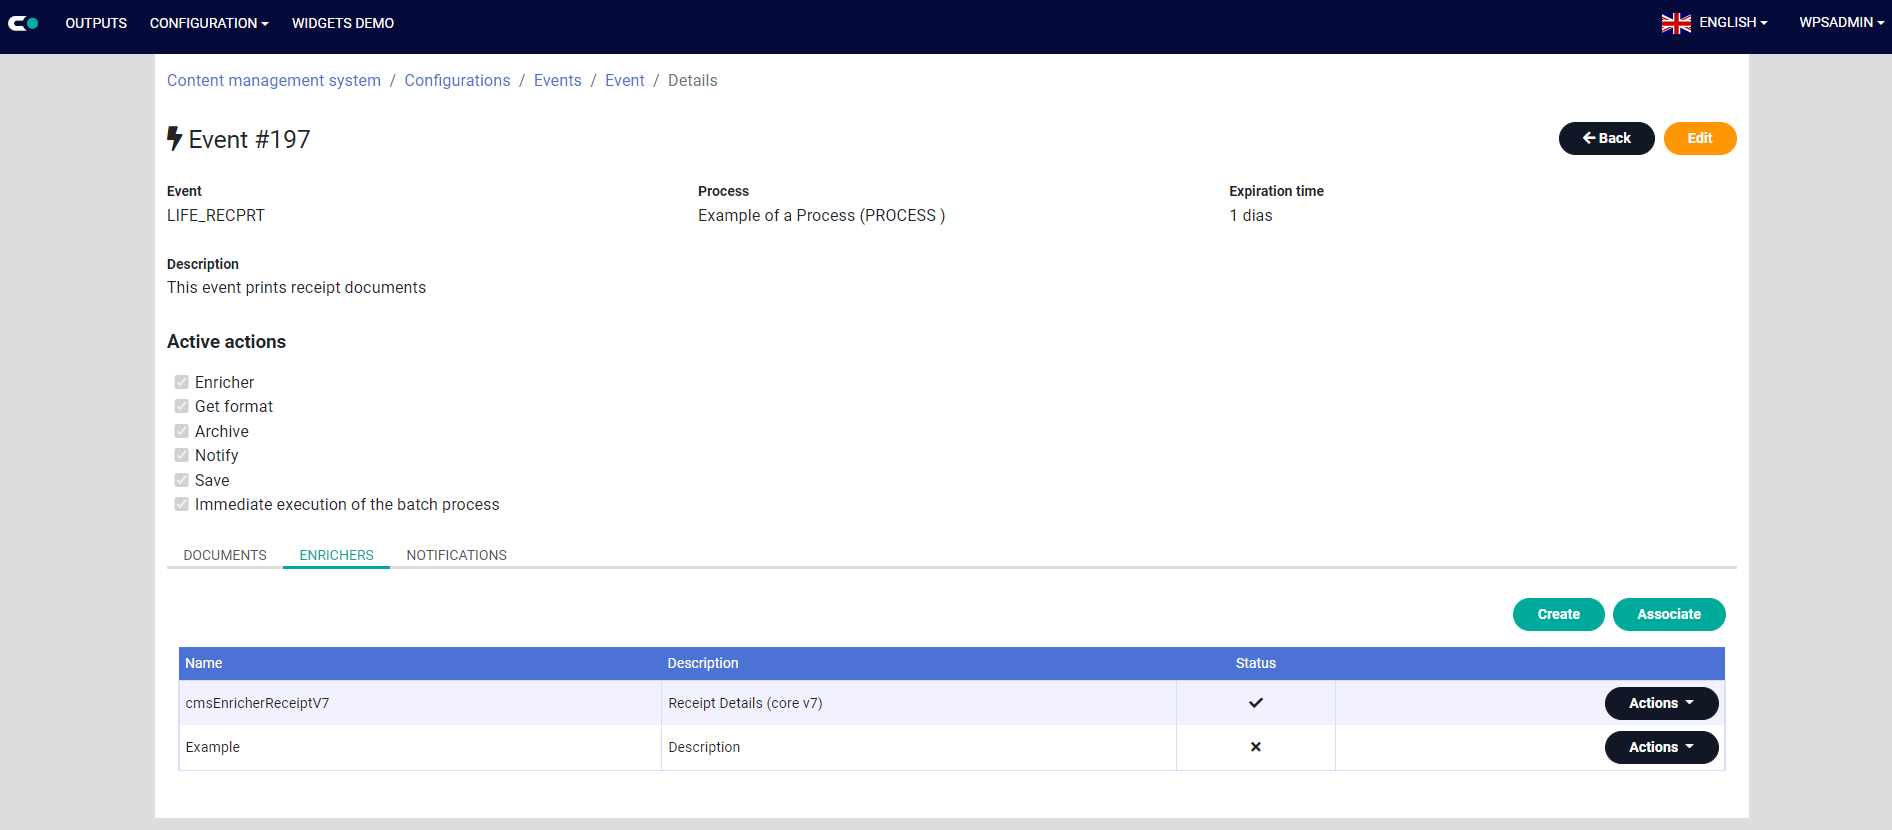 OUTPUTS CONFIGURATION WIDGETS DEMO ENGLISH WPSADMIN
Content management system / Configurations / Events / Event / Details
Event #197 Back Edit
Event Process Expiration time
LIFE_RECPRT Example of a Process (PROCESS ) 1 dias
Description
This event prints receipt documents
Active actions
Enricher
Get format
Archive
Notify
Save
Immediate execution of the batch process
DOCUMENTS ENRICHERS NOTIFICATIONS
Create Associate
Name Description Status
cmsEnricherReceiptV7 Receipt Details (core v7) Actions
Example Description Actions